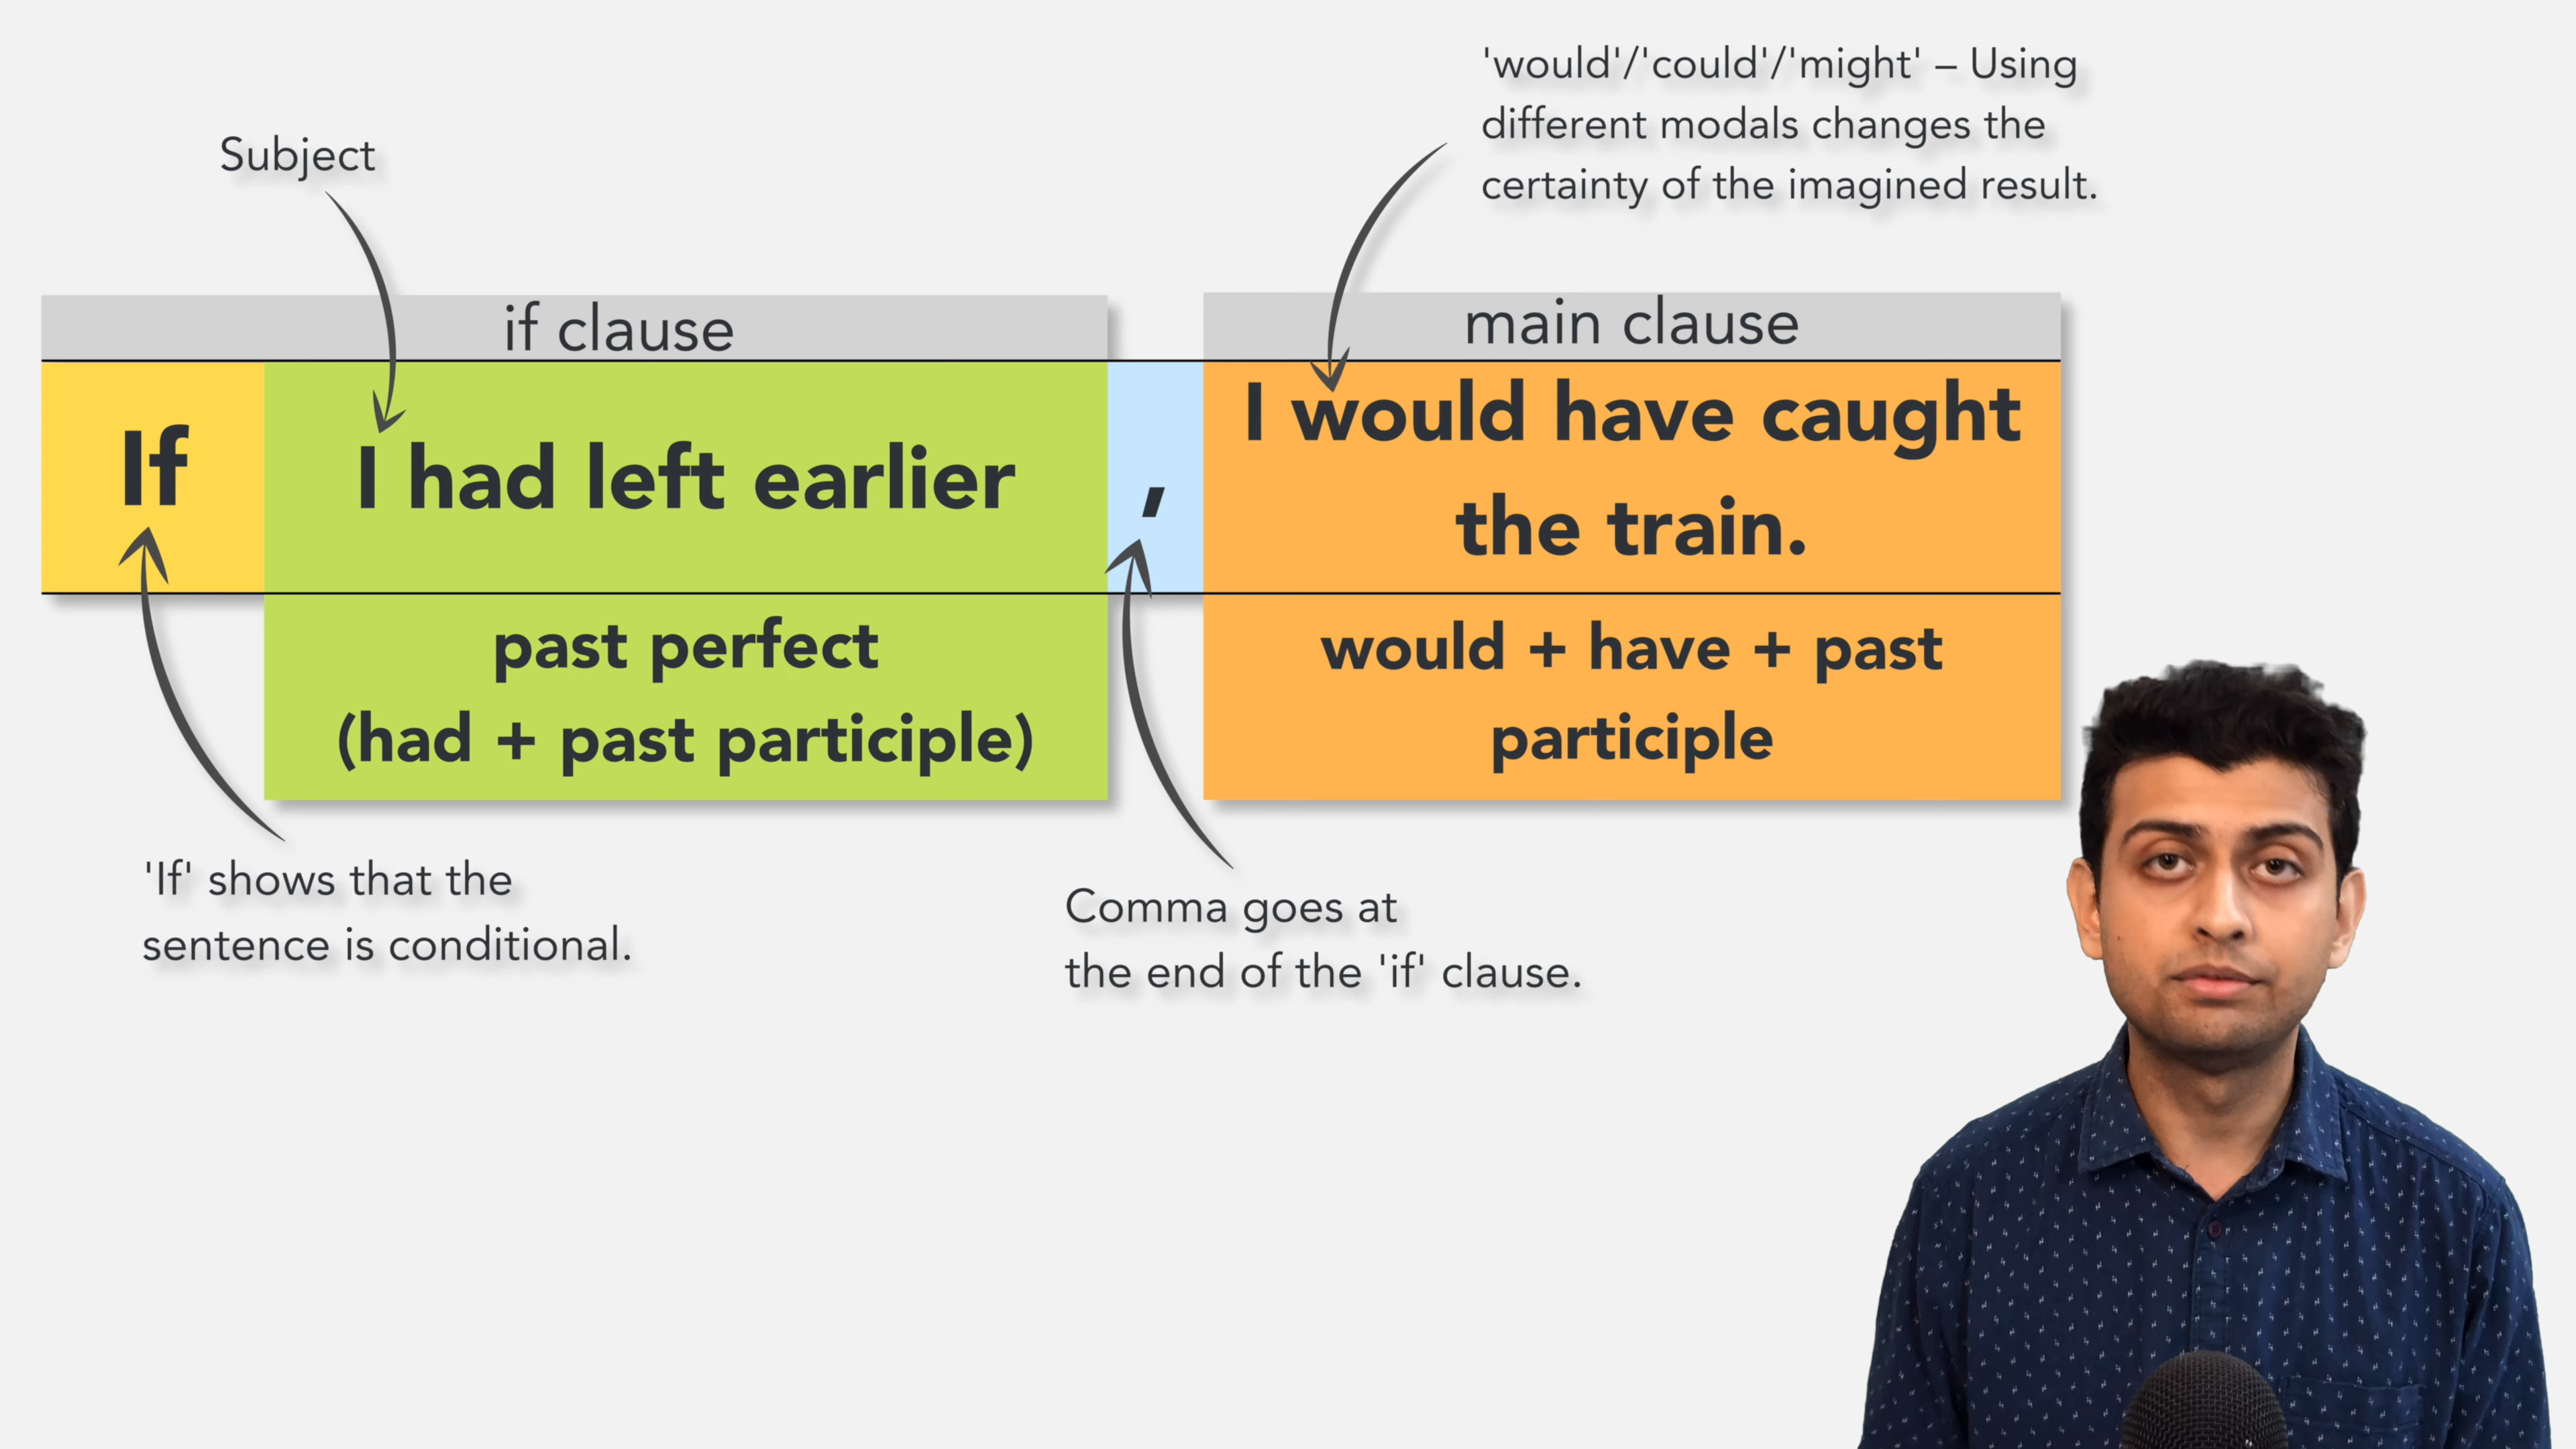 'would'/'could'/'might' – Using
different modals changes the
certainty of the imagined result.
Subject
if clause
main clause
If
I had left earlier
,
I would have caught
the train.
past perfect
(had + past participle)
would + have + past
participle
'If' shows that the
sentence is conditional.
Comma goes at
the end of the 'if' clause.